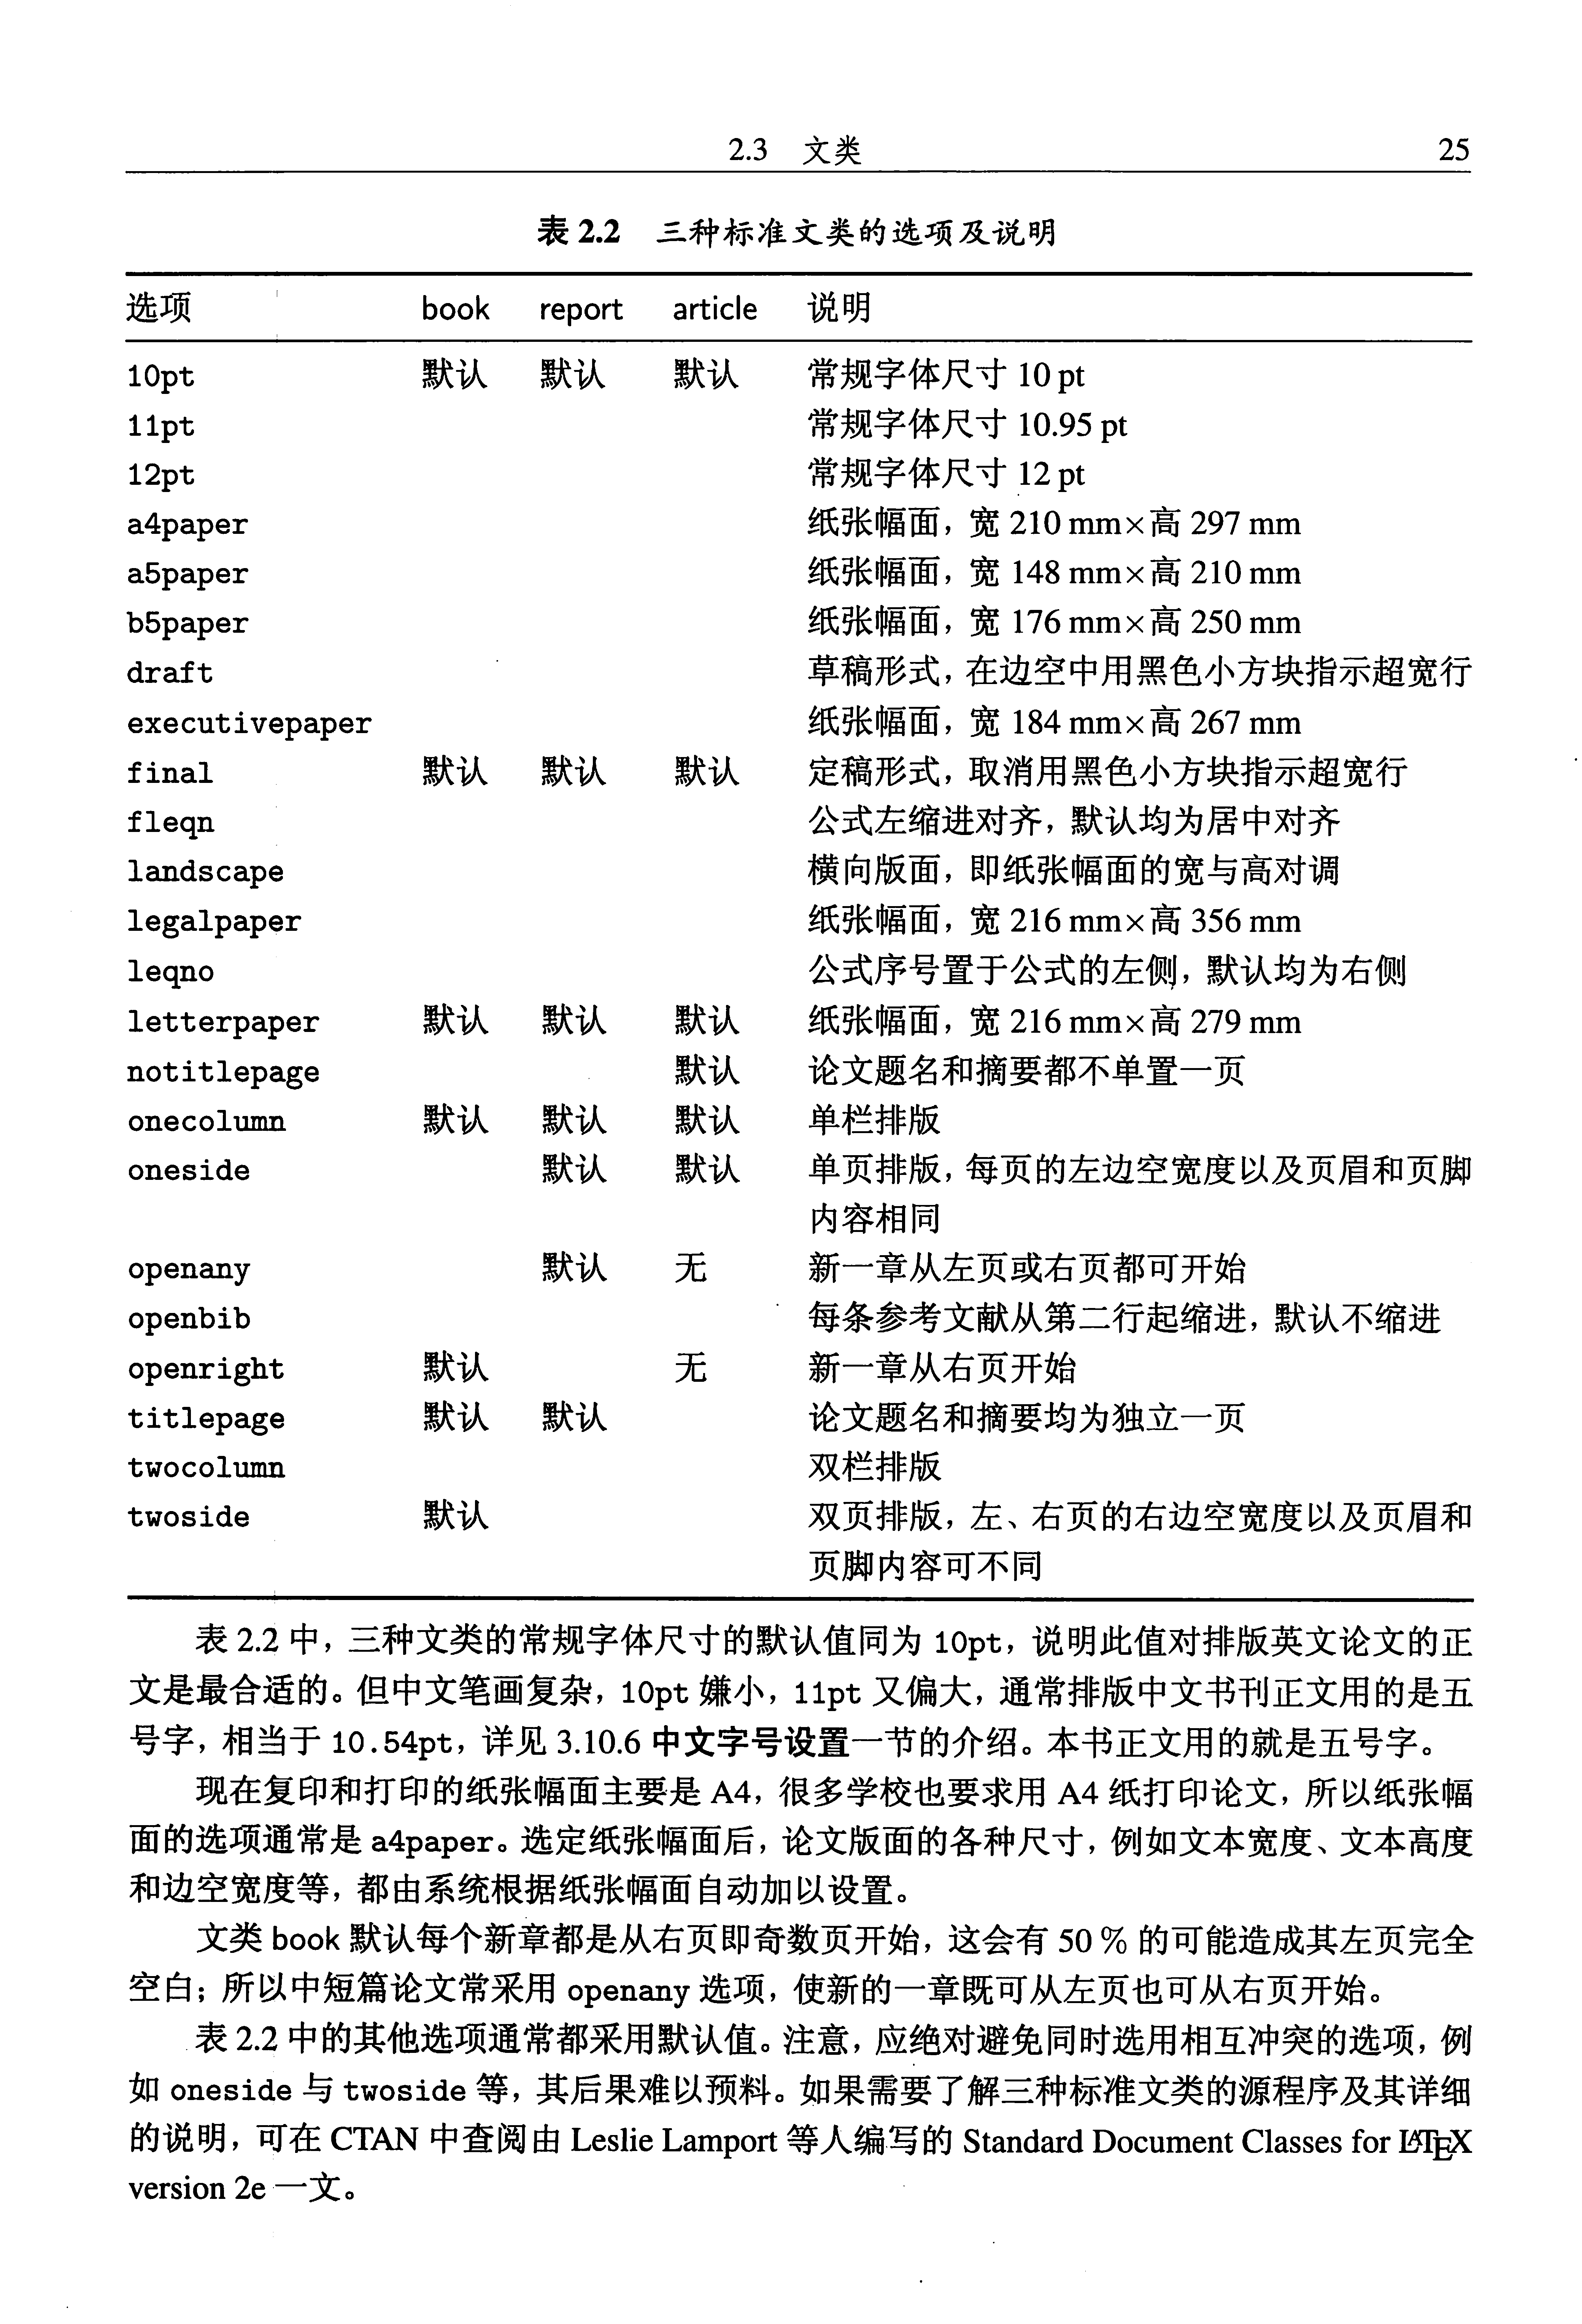 2.3 文类 25
表 2.2 三种标准文类的选项及说明
选项 book report article 说明
10pt 默认 默认 默认 常规字体尺寸 10 pt
11pt 常规字体尺寸 10.95 pt
12pt 常规字体尺寸 12 pt
a4paper 纸张幅面，宽 210 mm×高 297 mm
a5paper 纸张幅面，宽 148 mm×高 210 mm
b5paper 纸张幅面，宽 176 mm×高 250 mm
draft 草稿形式，在边空中用黑色小方块指示超宽行
executivepaper 纸张幅面，宽 184 mm×高 267 mm
final 默认 默认 默认 定稿形式，取消用黑色小方块指示超宽行
fleqn 公式左缩进对齐，默认均为居中对齐
landscape 横向版面，即纸张幅面的宽与高对调
legalpaper 纸张幅面，宽 216 mm×高 356 mm
leqno 公式序号置于公式的左侧，默认均为右侧
letterpaper 默认 默认 默认 纸张幅面，宽 216 mm×高 279 mm
notitlepage 默认 论文题名和摘要都不单置一页
onecolumn 默认 默认 默认 单栏排版
oneside 默认 默认 单页排版，每页的左边空宽度以及页眉和页脚
内容相同
openany 默认 无 新一章从左页或右页都可开始
openbib 每条参考文献从第二行起缩进，默认不缩进
openright 默认 无 新一章从右页开始
titlepage 默认 默认 论文题名和摘要均为独立一页
twocolumn 双栏排版
twoside 默认 双页排版，左、右页的右边空宽度以及页眉和
页脚内容可不同
表 2.2 中，三种文类的常规字体尺寸的默认值同为 10pt，说明此值对排版英文论文的正
文是最合适的。但中文笔画复杂，10pt 嫌小，11pt 又偏大，通常排版中文书刊正文用的是五
号字，相当于 10.54pt，详见 3.10.6 中文字号设置一节的介绍。本书正文用的就是五号字。
现在复印和打印的纸张幅面主要是 A4，很多学校也要求用 A4 纸打印论文，所以纸张幅
面的选项通常是 a4paper。选定纸张幅面后，论文版面的各种尺寸，例如文本宽度、文本高度
和边空宽度等，都由系统根据纸张幅面自动加以设置。
文类 book 默认每个新章都是从右页即奇数页开始，这会有 50 % 的可能造成其左页完全
空白；所以中短篇论文常采用 openany 选项，使新的一章既可从左页也可从右页开始。
表 2.2 中的其他选项通常都采用默认值。注意，应绝对避免同时选用相互冲突的选项，例
如 oneside 与 twoside 等，其后果难以预料。如果需要了解三种标准文类的源程序及其详细
的说明，可在 CTAN 中查阅由 Leslie Lamport 等人编写的 Standard Document Classes for LATEX
version 2e 一文。